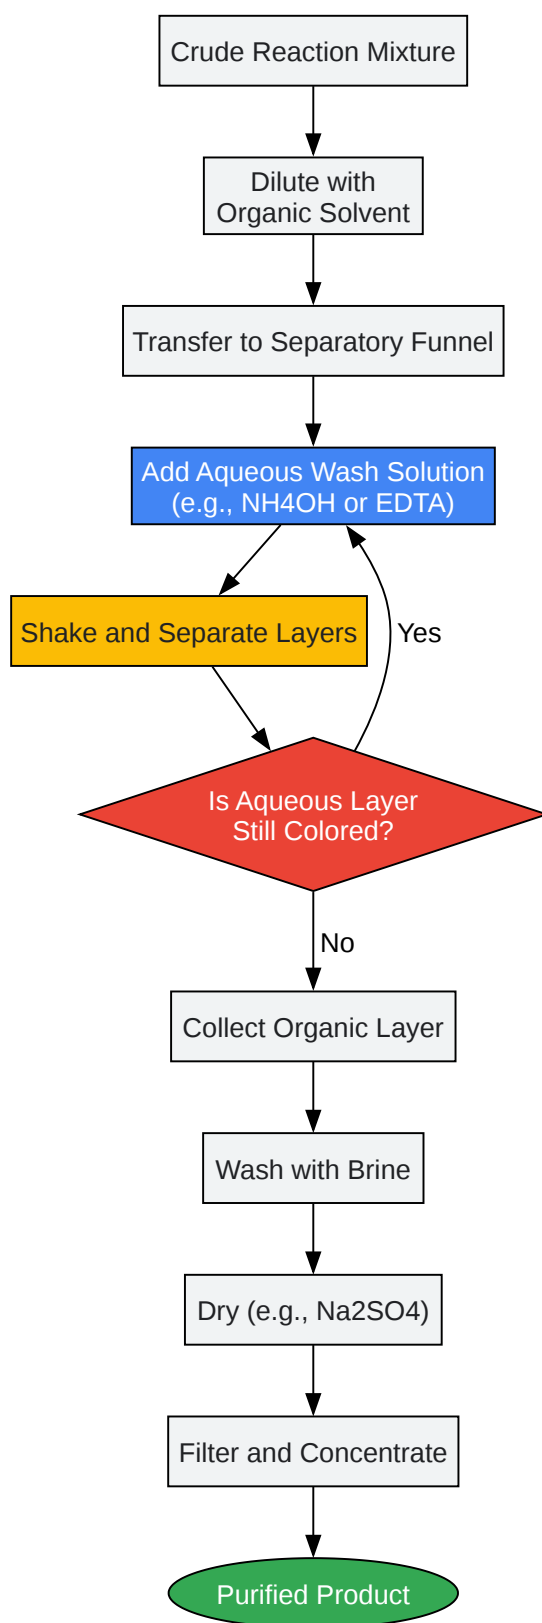 Crude Reaction Mixture
Dilute with
Organic Solvent
Transfer to Separatory Funnel
Add Aqueous Wash Solution
(e.g., NH4OH or EDTA)
Shake and Separate Layers
Yes
Is Aqueous Layer
Still Colored?
No
Collect Organic Layer
Wash with Brine
Dry (e.g., Na2SO4)
Filter and Concentrate
Purified Product